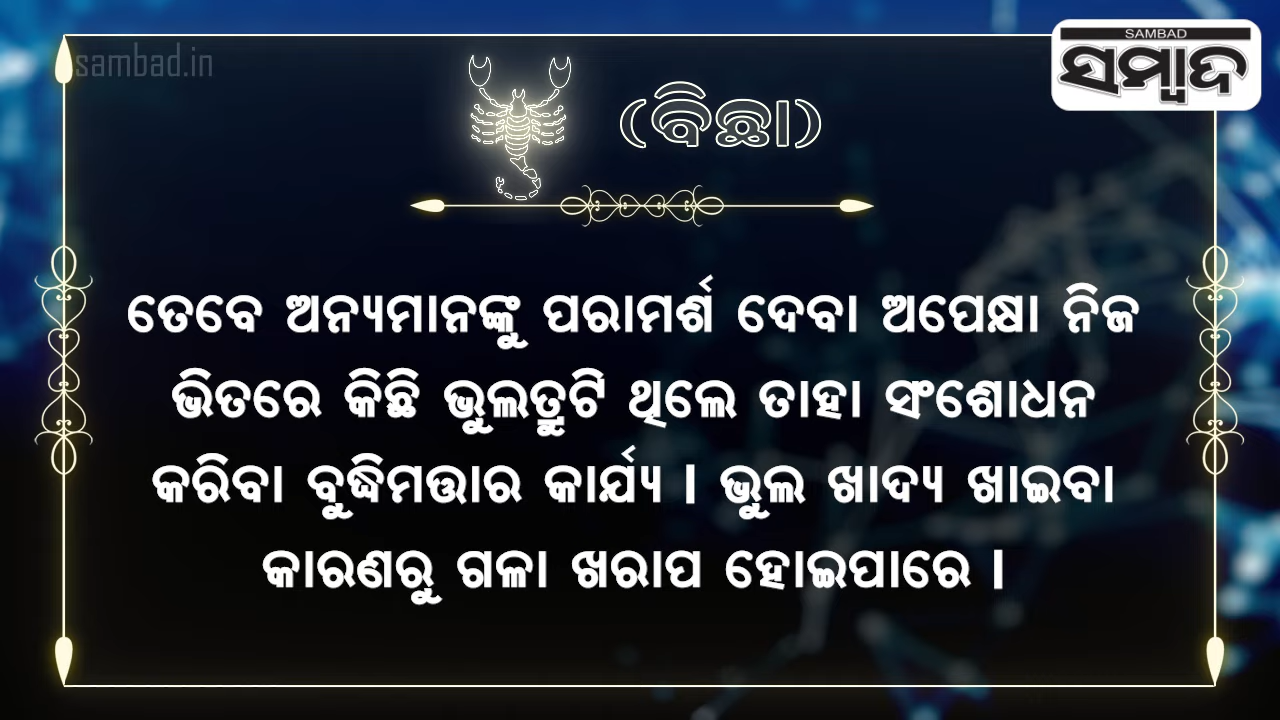 sambad.in
SAMBAD
ସମ୍ବାଦ
(ବିଛା)
ତେବେ ଅନ୍ୟମାନଙ୍କୁ ପରାମର୍ଶ ଦେବା ଅପେକ୍ଷା ନିଜ
ଭିତରେ କିଛି ଭୁଲତ୍ରୁଟି ଥିଲେ ତାହା ସଂଶୋଧନ
କରିବା ବୁଦ୍ଧିମତ୍ତାର କାର୍ଯ୍ୟ । ଭୁଲ ଖାଦ୍ୟ ଖାଇବା
କାରଣରୁ ଗଳା ଖରାପ ହୋଇପାରେ ।